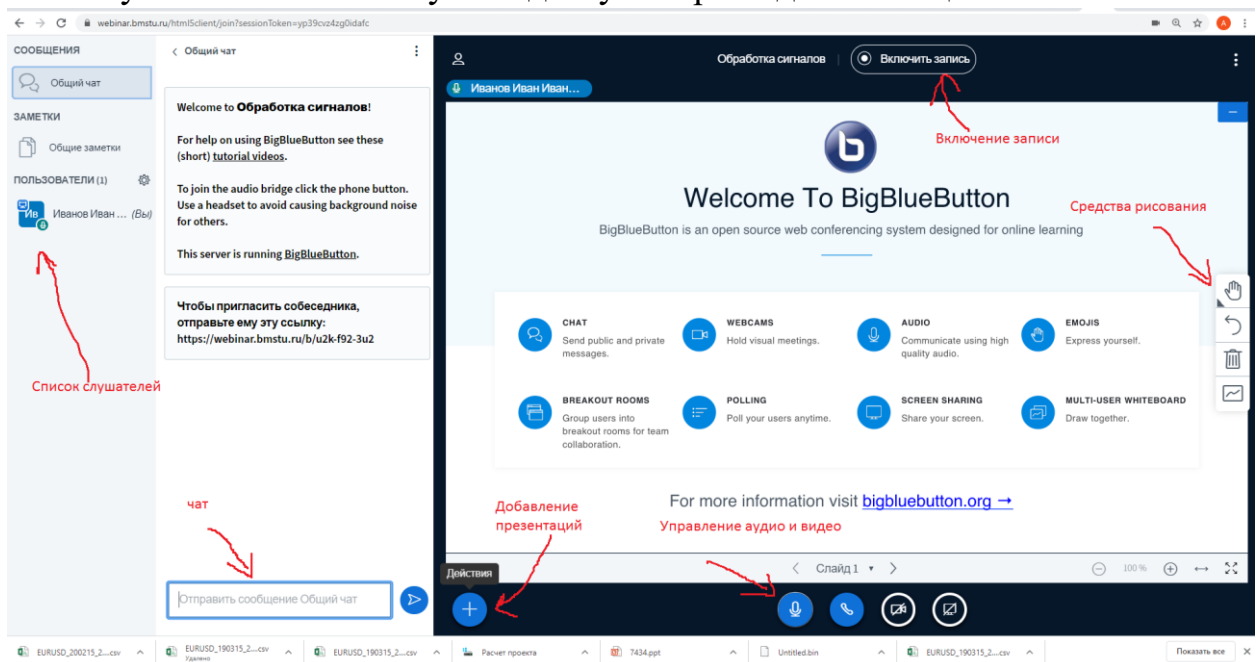 webinar.bmstu.ru/html5client/join?sessionToken=yp39cvz4zg0idafc
A
СООБЩЕНИЯ
Общий чат
ЗАМЕТКИ
Общие заметки
ПОЛЬЗОВАТЕЛИ (1)
Ив
Иванов Иван ... (Вы)
Список слушателей
Общий чат
Welcome to Обработка сигналов!
For help on using BigBlueButton see these
(short) tutorial videos.
To join the audio bridge click the phone button.
Use a headset to avoid causing background noise
for others.
This server is running BigBlueButton.
Чтобы пригласить собеседника,
отправьте ему эту ссылку:
https://webinar.bmstu.ru/b/u2k-f92-3u2
чат
Отправить сообщение Общий чат
Обработка сигналов
Включить запись
Иванов Иван Иван...
Включение записи
Welcome To BigBlueButton
Средства рисования
BigBlueButton is an open source web conferencing system designed for online learning
CHAT
Send public and private
messages.
WEBCAMS
Hold visual meetings.
AUDIO
Communicate using high
quality audio.
EMOJIS
Express yourself.
BREAKOUT ROOMS
Group users into
breakout rooms for team
collaboration.
POLLING
Poll your users anytime.
SCREEN SHARING
Share your screen.
MULTI-USER WHITEBOARD
Draw together.
For more information visit bigbluebutton.org →
Добавление
презентаций
Управление аудио и видео
Действия
Слайд 1
100 %
EURUSD_200215_2....csv
EURUSD_190315_2....csv
Удалено
EURUSD_190315_2....csv
Расчет проекта
7434.ppt
Untitled.bin
EURUSD_190315_2....csv
Показать все